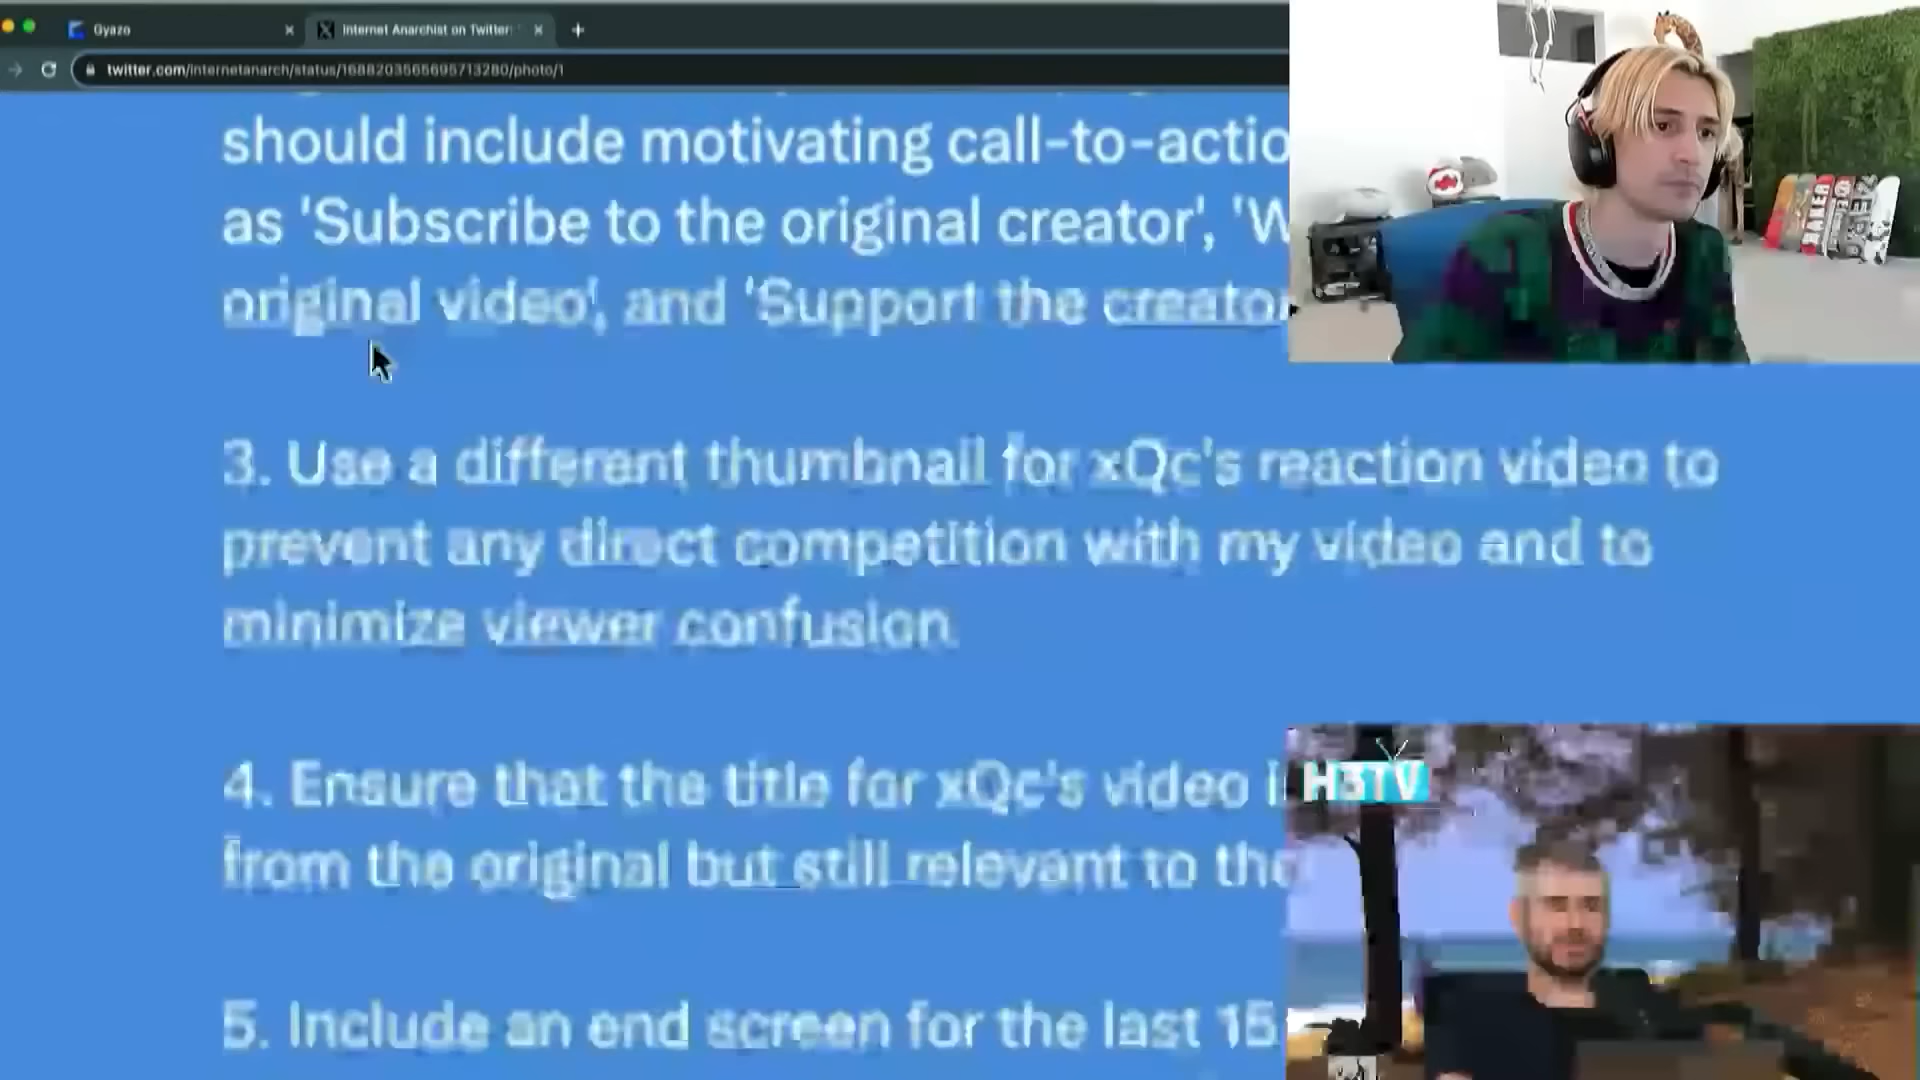 Gyazo
Internet Anarchist on Twitter: "
twitter.com/internetanarch/status/1688203565695713280/photo/1
should include motivating call-to-actio
as 'Subscribe to the original creator', 'W
original video', and 'Support the creator
3. Use a different thumbnail for xQc's reaction video to
prevent any direct competition with my video and to
minimize viewer confusion.
4. Ensure that the title for xQc's video i
from the original but still relevant to the
5. Include an end screen for the last 15
H3TV
BAKER